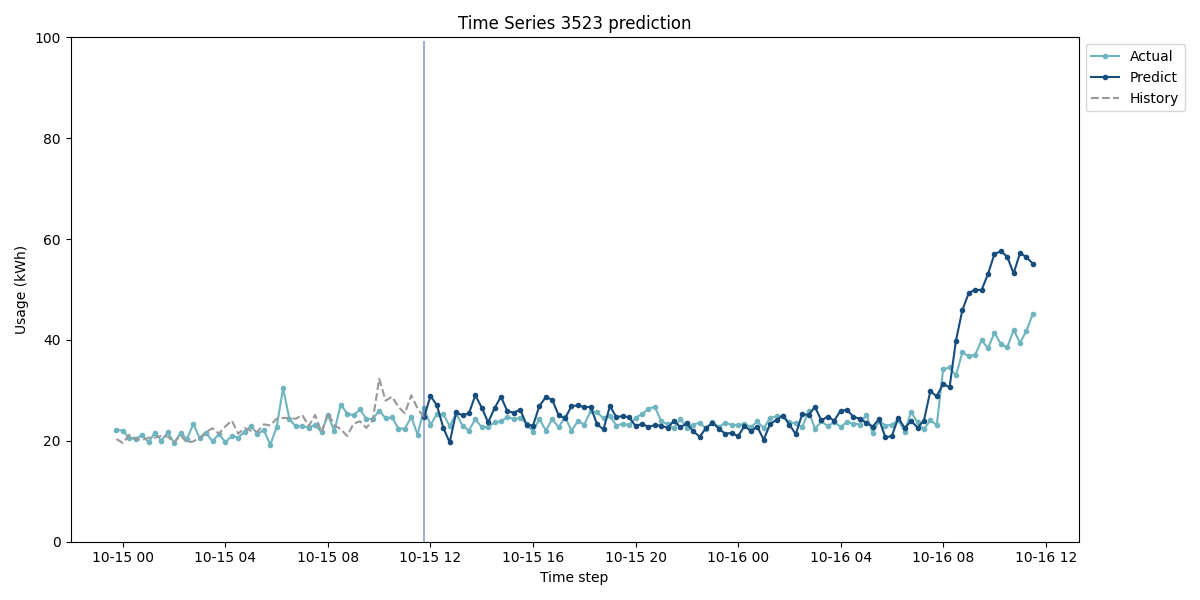 Time Series 3523 prediction
100
80
60
40
20
0
Usage (kWh)
10-15 00
10-15 04
10-15 08
10-15 12
10-15 16
10-15 20
10-16 00
10-16 04
10-16 08
10-16 12
Time step
Actual
Predict
History